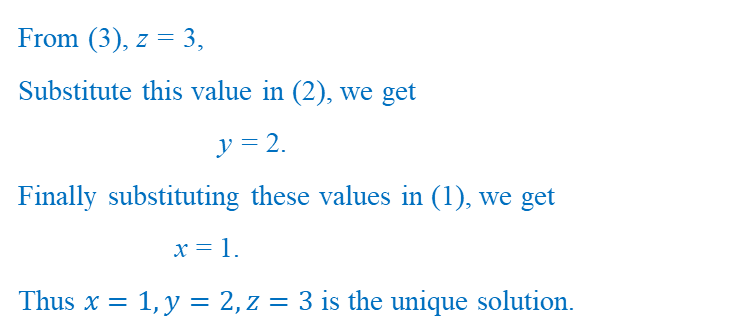 From (3), z = 3,
Substitute this value in (2), we get
y = 2.
Finally substituting these values in (1), we get
x = 1.
Thus x = 1, y = 2, z = 3 is the unique solution.